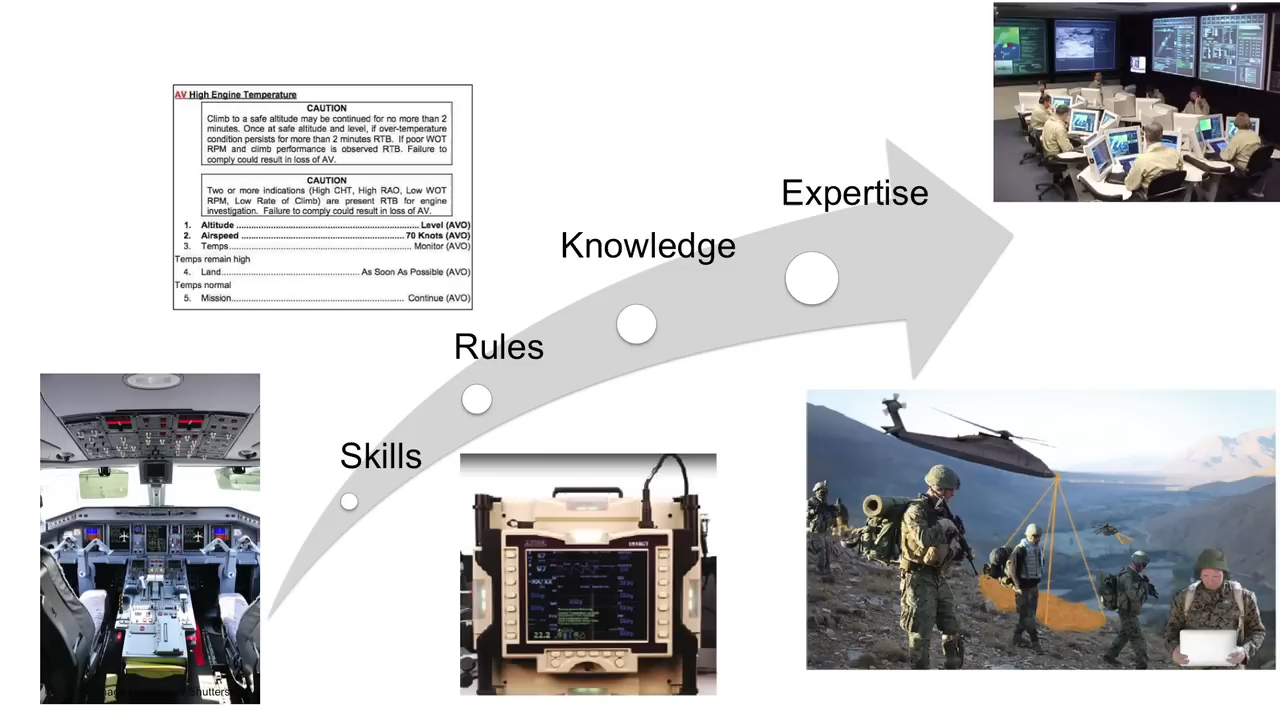 AV High Engine Temperature
CAUTION
Climb to a safe altitude may be continued for no more than 2
minutes. Once at safe altitude and level, if over-temperature
condition persists for more than 2 minutes RTB. If poor WOT
RPM and climb performance is observed RTB. Failure to
comply could result in loss of AV.
CAUTION
Two or more indications (High CHT, High RAO, Low WOT
RPM, Low Rate of Climb) are present RTB for engine
investigation. Failure to comply could result in loss of AV.
1. Altitude ........................................................ Level (AVO)
2. Airspeed ................................................... 70 Knots (AVO)
3. Temps....................................................... Monitor (AVO)
Temps remain high
4. Land.......................................... As Soon As Possible (AVO)
Temps normal
5. Mission..................................................... Continue (AVO)
Expertise
Knowledge
Rules
Skills
22.2